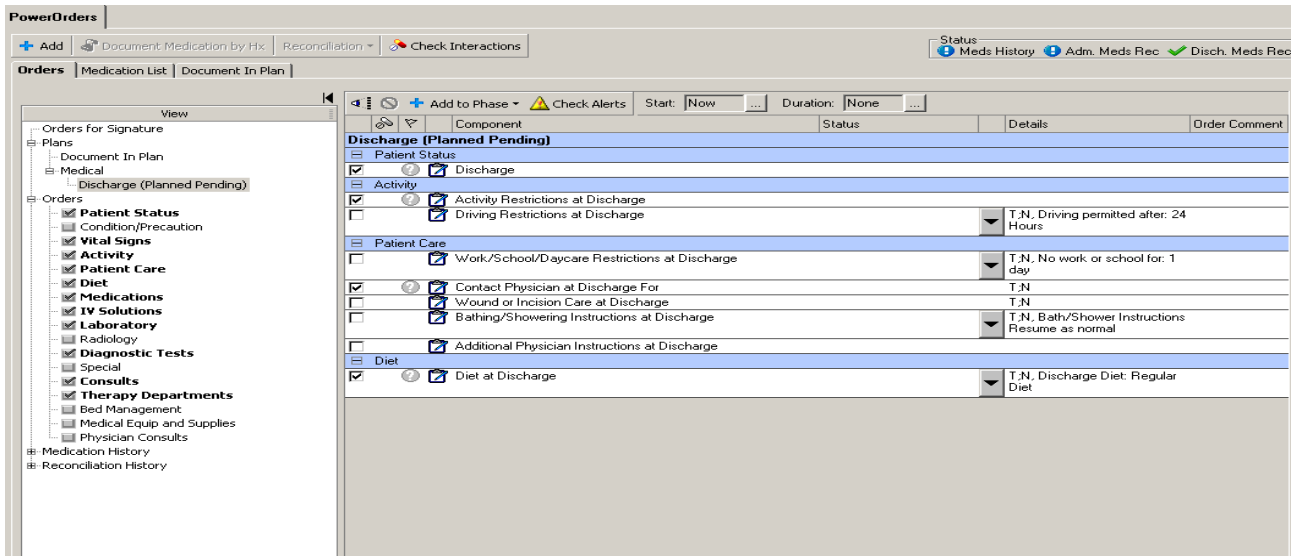 PowerOrders
Add Document Medication by Hx Reconciliation Check Interactions
Status
Meds History Adm. Meds Rec Disch. Meds Rec
Orders Medication List Document In Plan
View
Orders for Signature
Plans
Document In Plan
Medical
Discharge (Planned Pending)
Orders
Patient Status
Condition/Precaution
Vital Signs
Activity
Patient Care
Diet
Medications
IV Solutions
Laboratory
Radiology
Diagnostic Tests
Special
Consults
Therapy Departments
Bed Management
Medical Equip and Supplies
Physician Consults
Medication History
Reconciliation History
Add to Phase Check Alerts Start: Now ... Duration: None ...
Component Status Details Order Comment
Discharge (Planned Pending)
Patient Status
Discharge
Activity
Activity Restrictions at Discharge
Driving Restrictions at Discharge T;N, Driving permitted after: 24
Hours
Patient Care
Work/School/Daycare Restrictions at Discharge T;N, No work or school for: 1
day
Contact Physician at Discharge For T;N
Wound or Incision Care at Discharge T;N
Bathing/Showering Instructions at Discharge T;N, Bath/Shower Instructions
Resume as normal
Additional Physician Instructions at Discharge
Diet
Diet at Discharge T;N, Discharge Diet: Regular
Diet